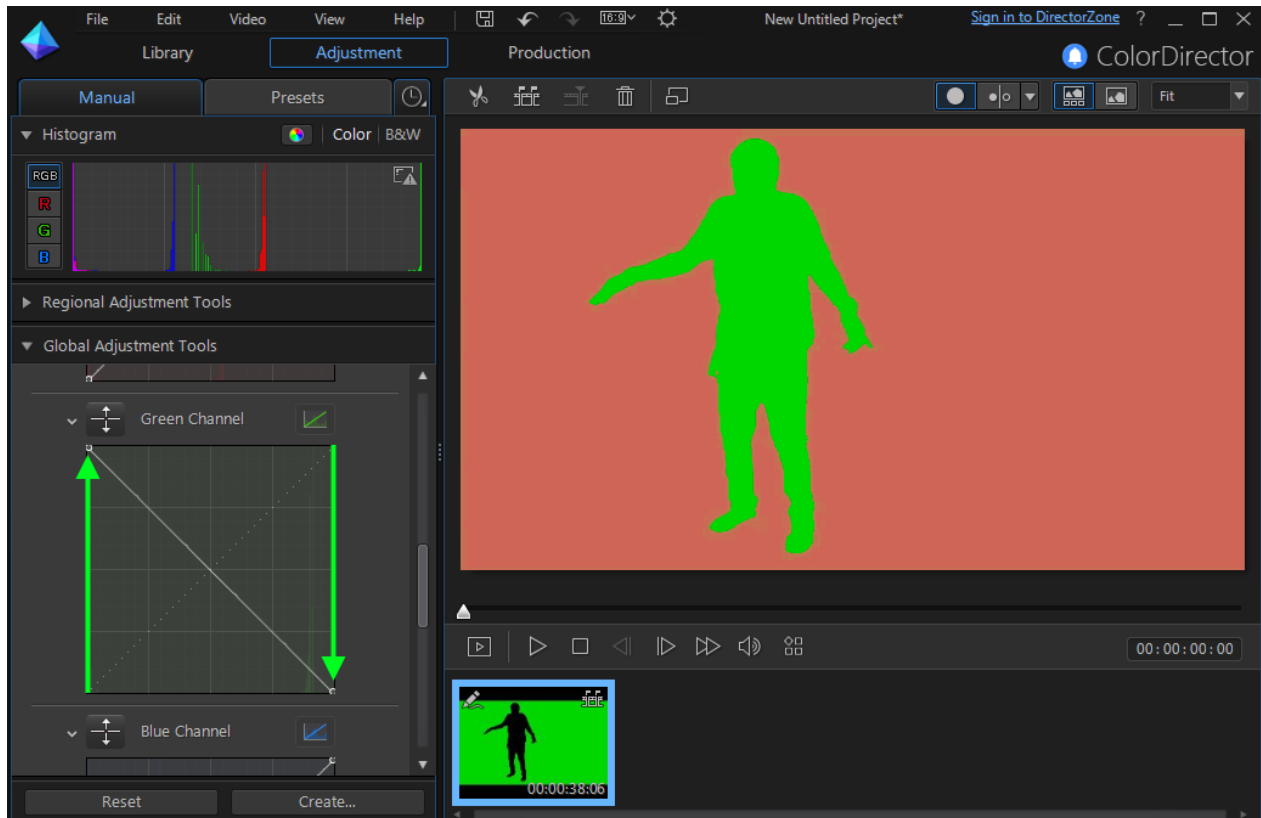 File Edit Video View Help 16:9 New Untitled Project* Sign in to DirectorZone ?
Library Adjustment Production ColorDirector
Manual Presets Fit
Histogram Color B&W
RGB
R
G
B
Regional Adjustment Tools
Global Adjustment Tools
Green Channel
00:00:00:00
Blue Channel
00:00:38:06
Reset Create...